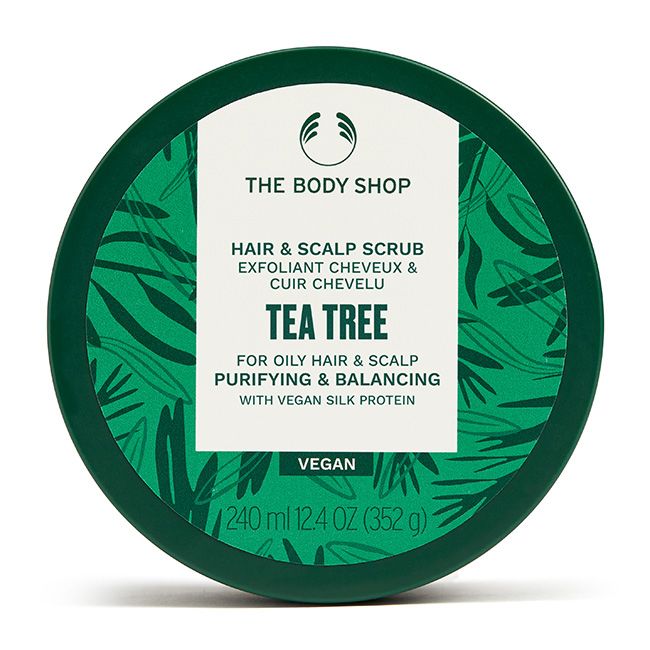 THE BODY SHOP
HAIR & SCALP SCRUB
EXFOLIANT CHEVEUX &
CUIR CHEVELU
TEA TREE
FOR OILY HAIR & SCALP
PURIFYING & BALANCING
WITH VEGAN SILK PROTEIN
VEGAN
240 ml 12.4 OZ (352 g)